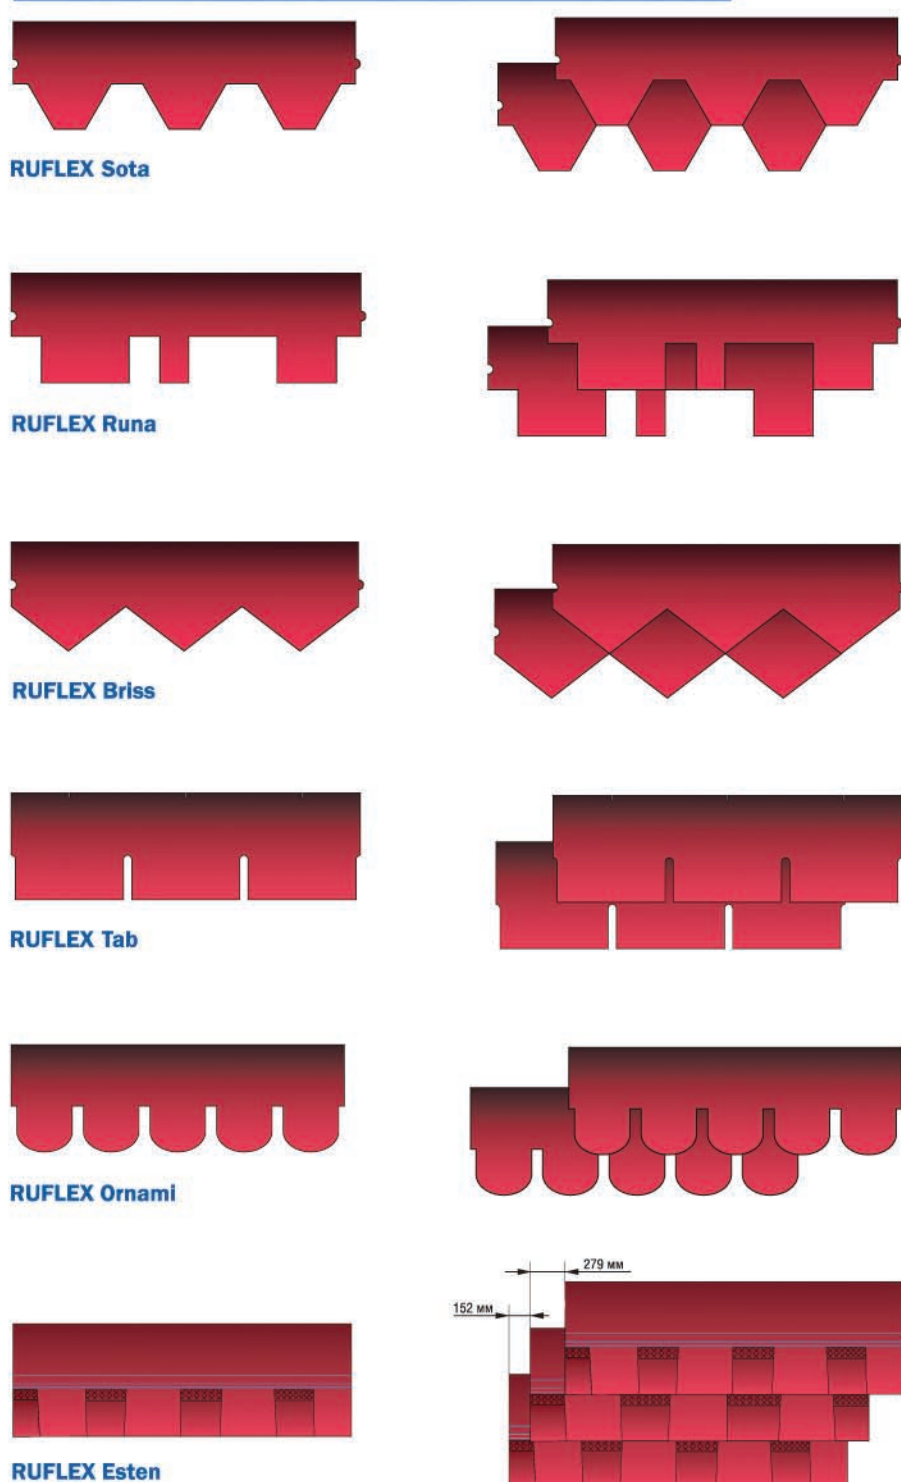 RUFLEX Sota
RUFLEX Runa
RUFLEX Briss
RUFLEX Tab
RUFLEX Ornami
279 мм
152 мм
RUFLEX Esten